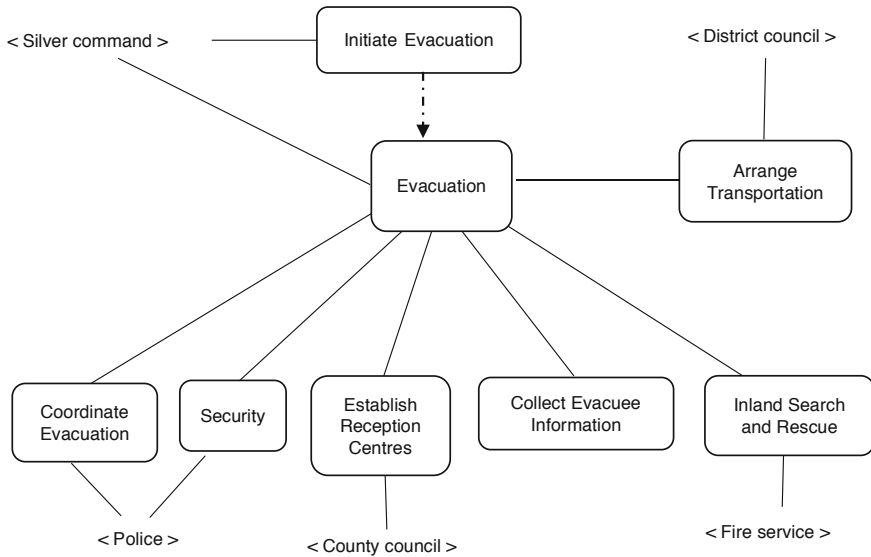 < Silver command >
Initiate Evacuation
< District council >
Evacuation
Arrange
Transportation
Coordinate
Evacuation
Security
Establish
Reception
Centres
Collect Evacuee
Information
Inland Search
and Rescue
< Police >
< County council >
< Fire service >